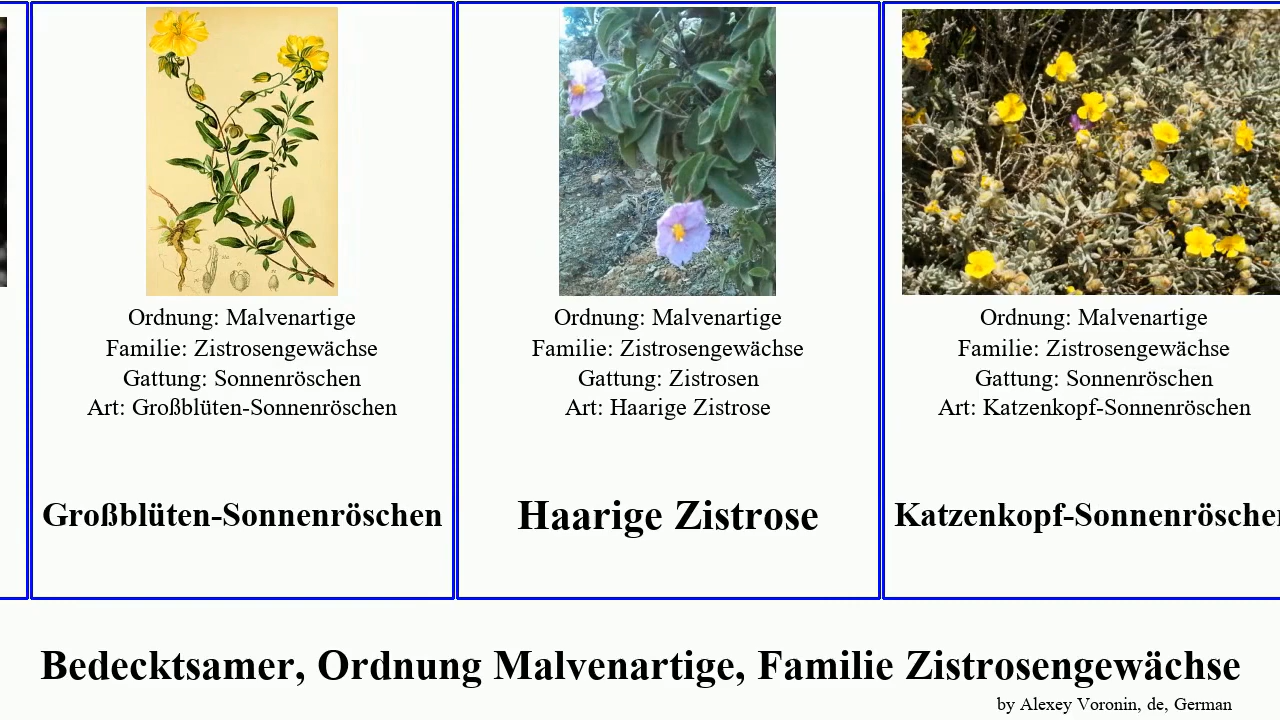 Ordnung: Malvenartige
Familie: Zistrosengewächse
Gattung: Sonnenröschen
Art: Großblüten-Sonnenröschen
Großblüten-Sonnenröschen
Ordnung: Malvenartige
Familie: Zistrosengewächse
Gattung: Zistrosen
Art: Haarige Zistrose
Haarige Zistrose
Ordnung: Malvenartige
Familie: Zistrosengewächse
Gattung: Sonnenröschen
Art: Katzenkopf-Sonnenröschen
Katzenkopf-Sonnenröschen
Bedecktsamer, Ordnung Malvenartige, Familie Zistrosengewächse
by Alexey Voronin, de, German